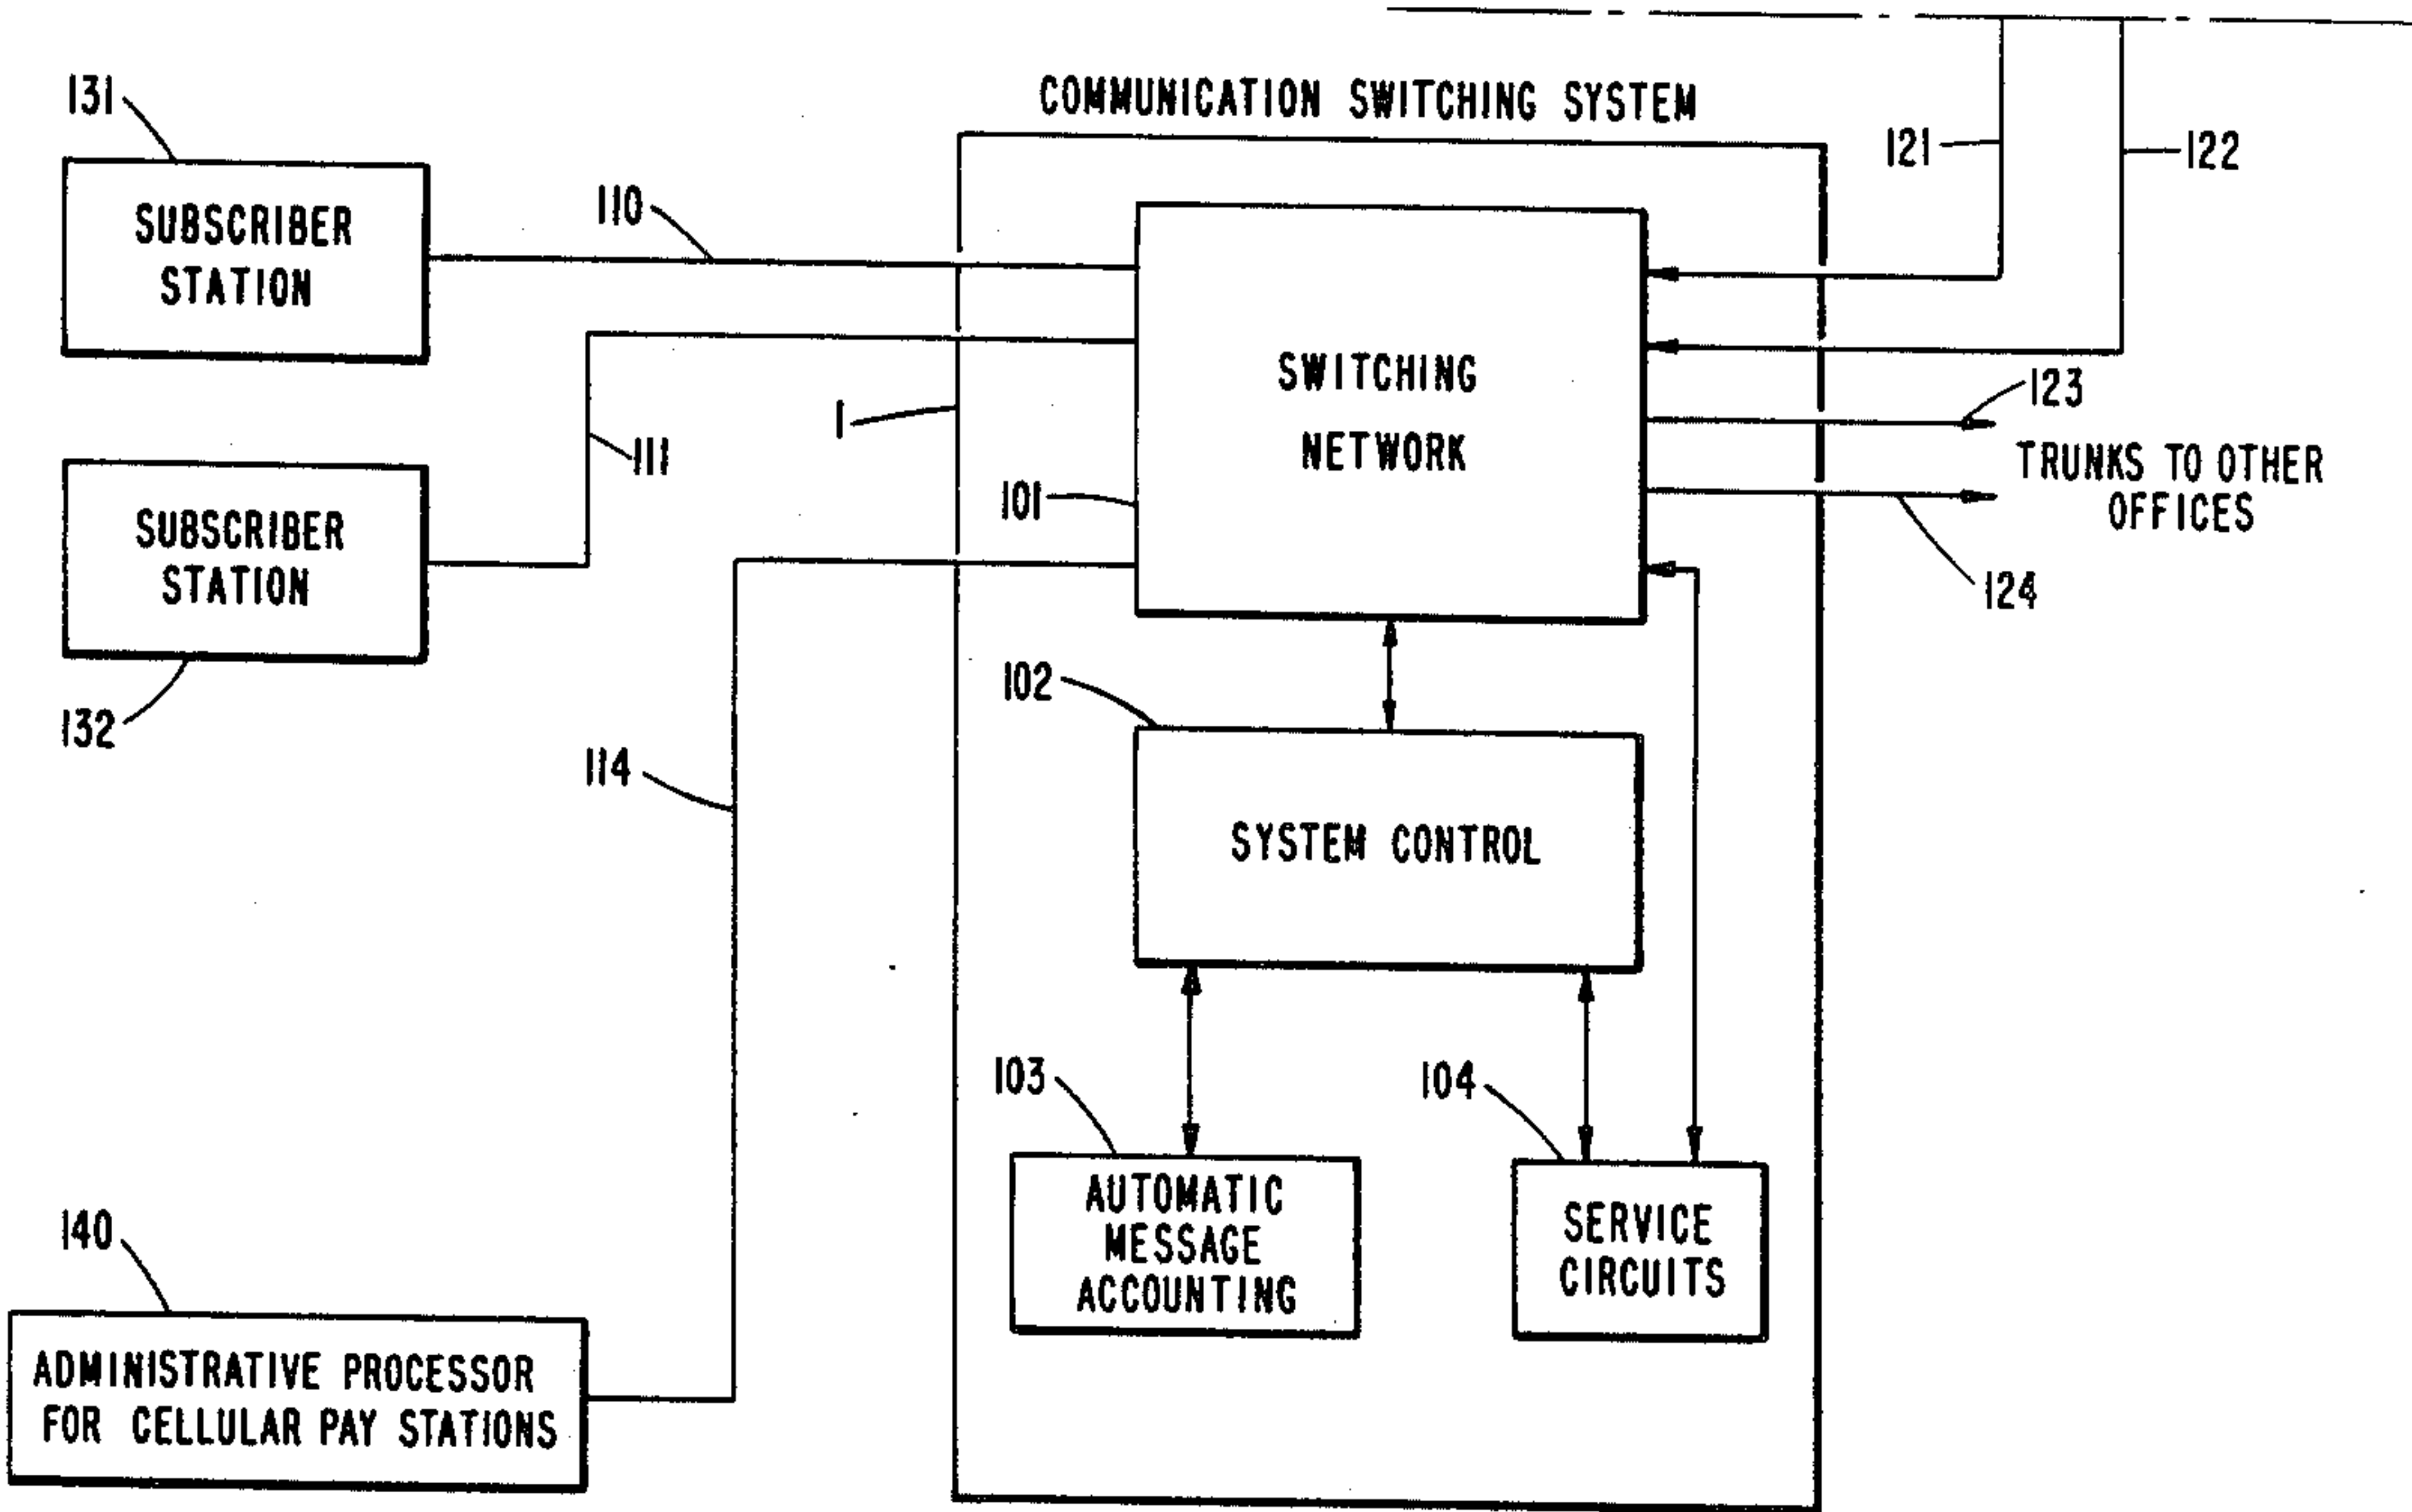 COMMUNICATION SWITCHING SYSTEM
131
SUBSCRIBER
STATION
110
121
122
SWITCHING
NETWORK
1
101
111
123
TRUNKS TO OTHER
OFFICES
124
SUBSCRIBER
STATION
132
102
114
SYSTEM CONTROL
103
104
AUTOMATIC
MESSAGE
ACCOUNTING
SERVICE
CIRCUITS
140
ADMINISTRATIVE PROCESSOR
FOR CELLULAR PAY STATIONS